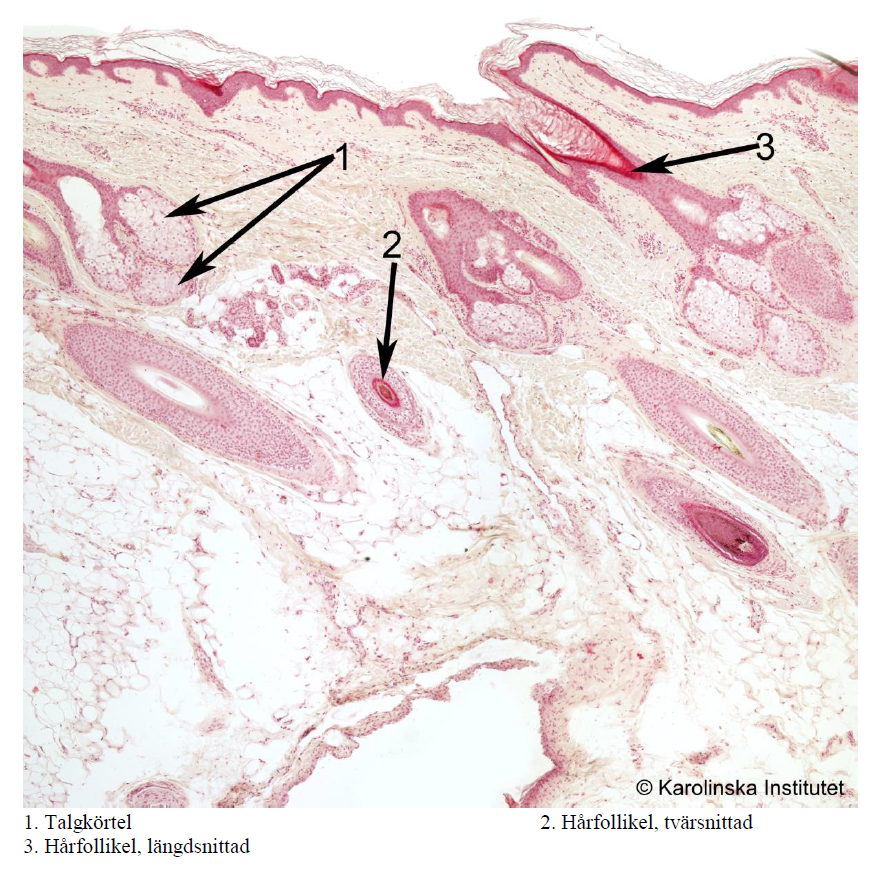 1
2
3
© Karolinska Institutet
1. Talgkörtel 2. Hårfollikel, tvärsnittad
3. Hårfollikel, längdsnittad